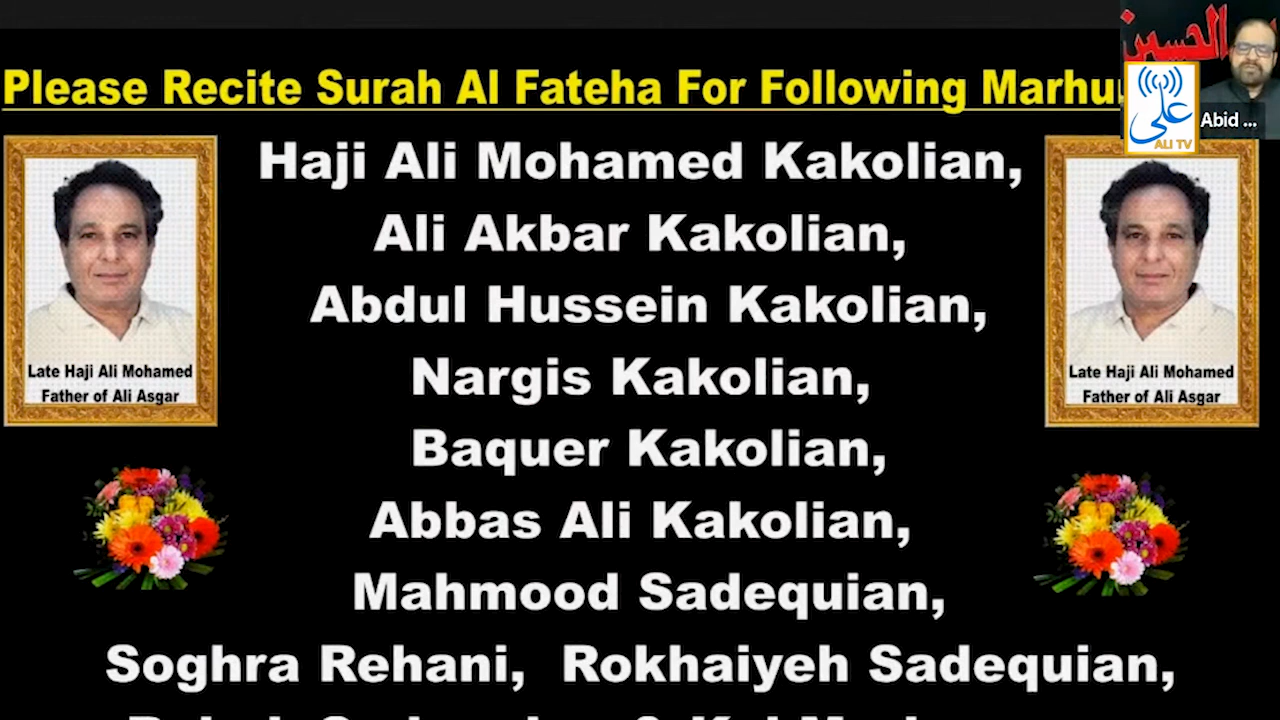 Please Recite Surah Al Fateha For Following
Haji Ali Mohamed Kakolian,
Ali Akbar Kakolian,
Abdul Hussein Kakolian,
Nargis Kakolian,
Baquer Kakolian,
Abbas Ali Kakolian,
Mahmood Sadequian,
Soghra Rehani, Rokhaiyeh Sadequian,
Late Haji Ali Mohamed
Father of Ali Asgar
Late Haji Ali Mohamed
Father of Ali Asgar
الحسين
علی
ALI TV
Abid ...